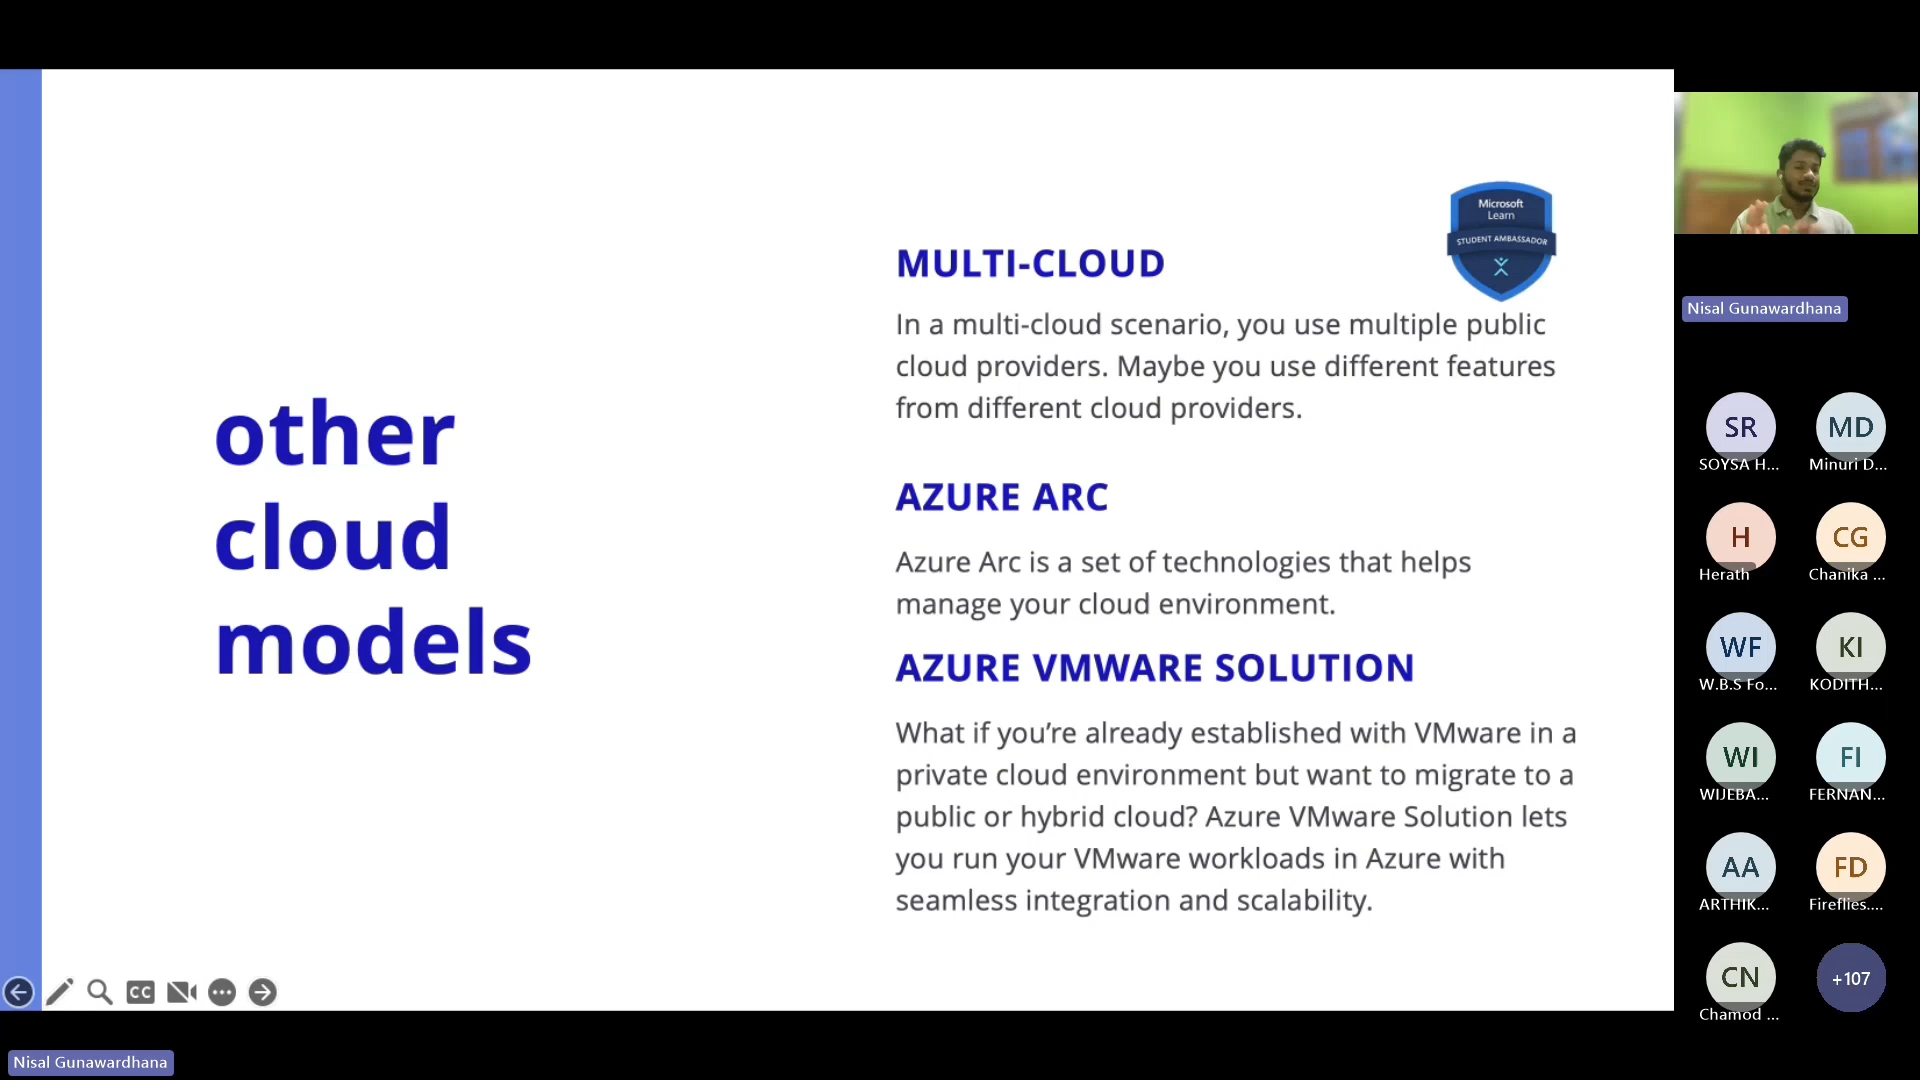 other
cloud
models
Microsoft
Learn
STUDENT AMBASSADOR
MULTI-CLOUD
In a multi-cloud scenario, you use multiple public
cloud providers. Maybe you use different features
from different cloud providers.
AZURE ARC
Azure Arc is a set of technologies that helps
manage your cloud environment.
AZURE VMWARE SOLUTION
What if you’re already established with VMware in a
private cloud environment but want to migrate to a
public or hybrid cloud? Azure VMware Solution lets
you run your VMware workloads in Azure with
seamless integration and scalability.
CC
Nisal Gunawardhana
Nisal Gunawardhana
SR MD
SOYSA H... Minuri D...
H CG
Herath Chanika ...
WF KI
W.B.S Fo... KODITH...
WI FI
WIJEBA... FERNAN...
AA FD
ARTHIK... Fireflies....
CN +107
Chamod ...